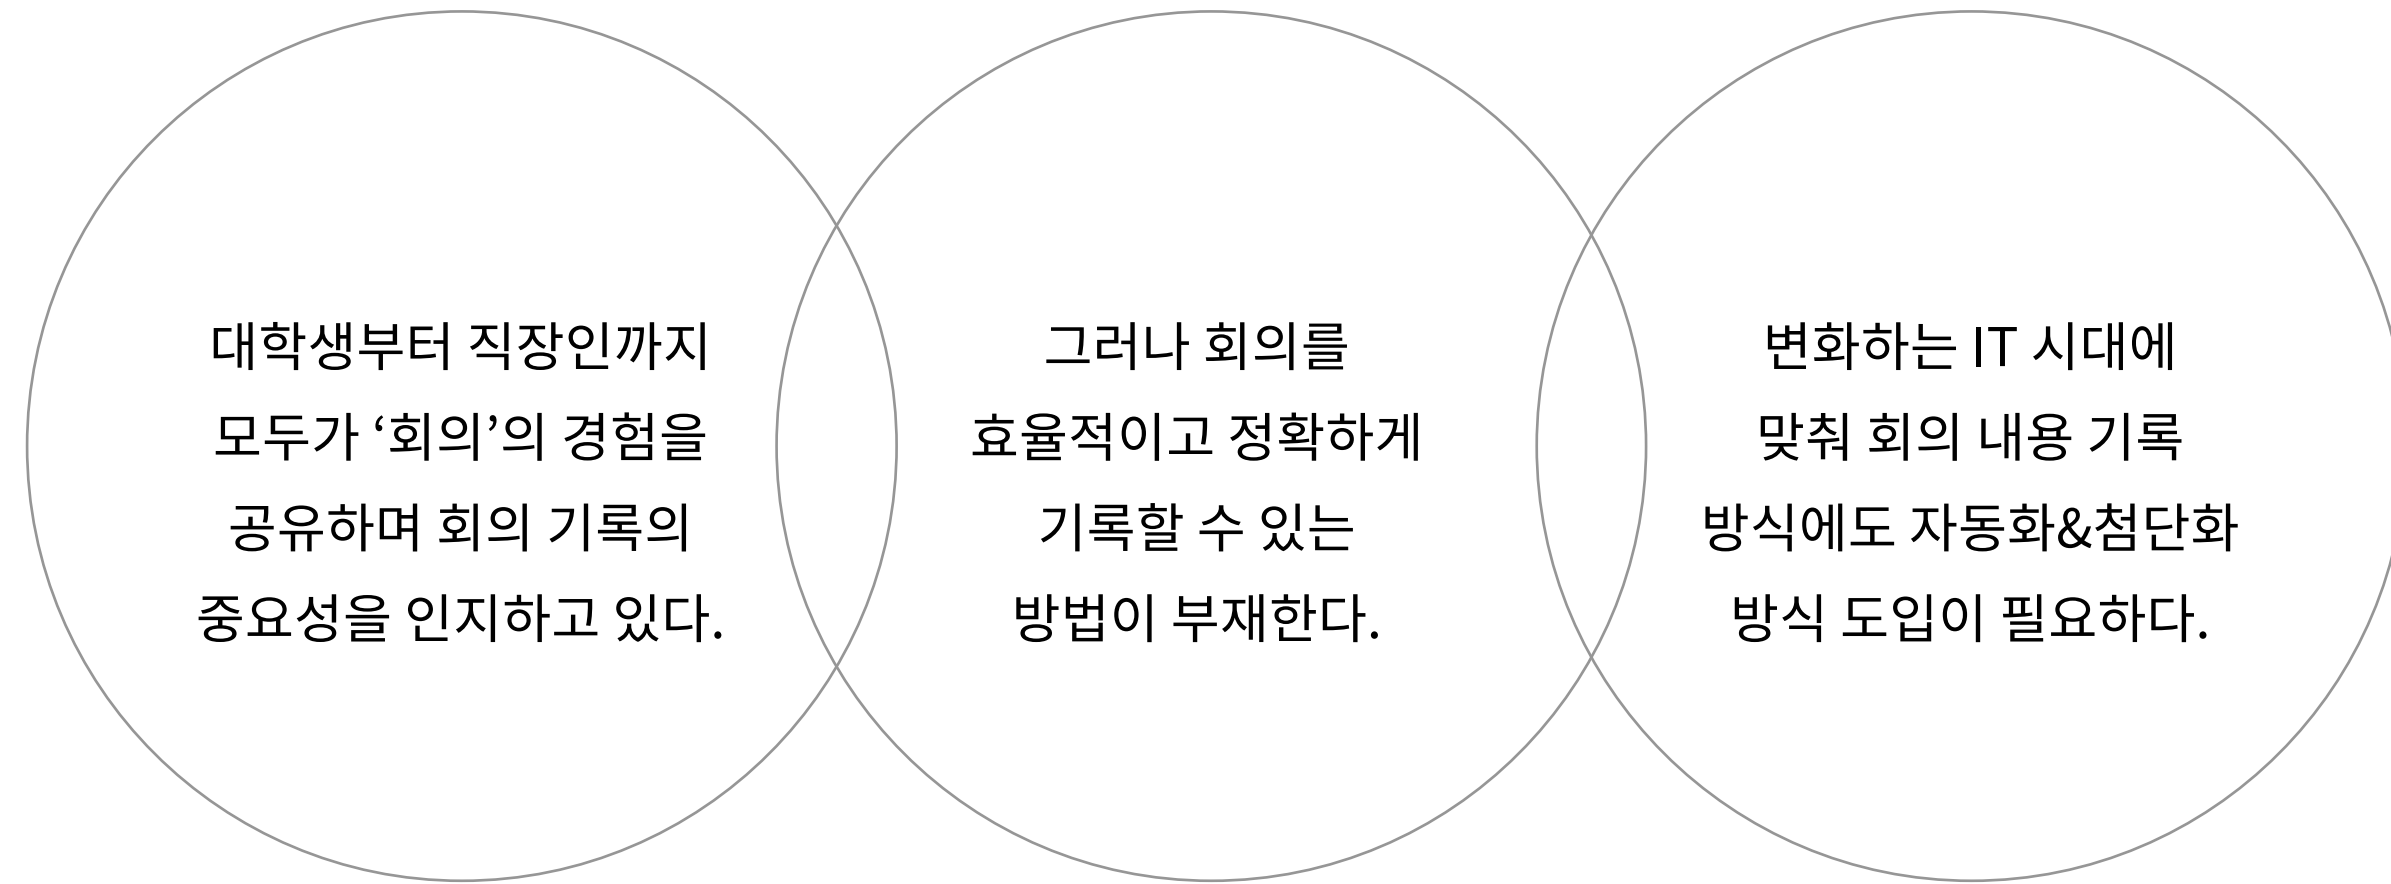 대학생부터 직장인까지
모두가 ‘회의’의 경험을
공유하며 회의 기록의
중요성을 인지하고 있다.
그러나 회의를
효율적이고 정확하게
기록할 수 있는
방법이 부재한다.
변화하는 IT 시대에
맞춰 회의 내용 기록
방식에도 자동화&첨단화
방식 도입이 필요하다.